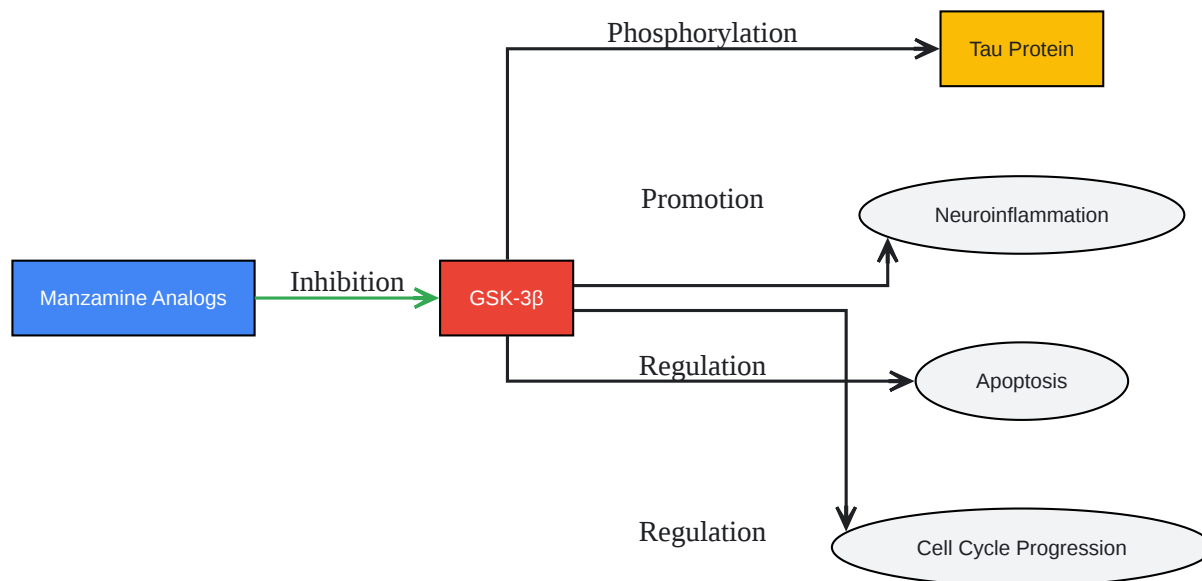 Phosphorylation
Tau Protein
Promotion
Neuroinflammation
Manzamine Analogs
Inhibition
GSK-3β
Regulation
Apoptosis
Regulation
Cell Cycle Progression